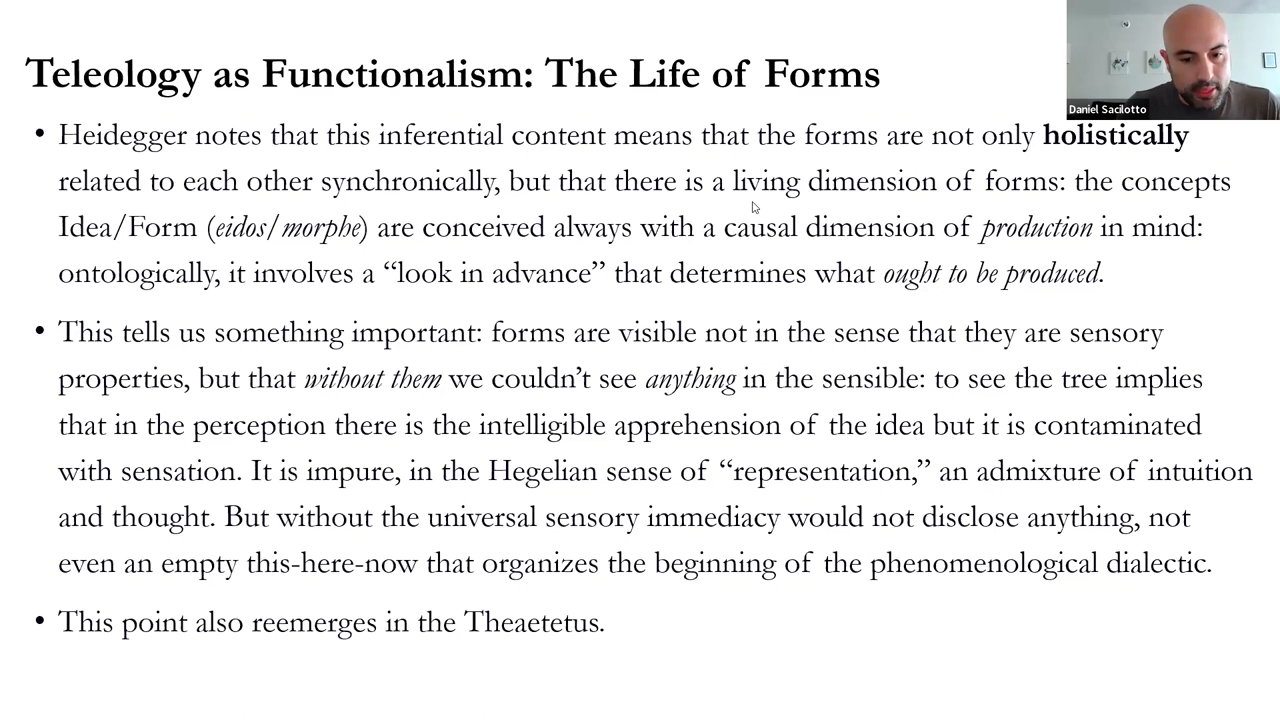 Teleology as Functionalism: The Life of Forms
Daniel Sacilotto
• Heidegger notes that this inferential content means that the forms are not only holistically
related to each other synchronically, but that there is a living dimension of forms: the concepts
Idea/Form (eidos/morphe) are conceived always with a causal dimension of production in mind:
ontologically, it involves a “look in advance” that determines what ought to be produced.
• This tells us something important: forms are visible not in the sense that they are sensory
properties, but that without them we couldn’t see anything in the sensible: to see the tree implies
that in the perception there is the intelligible apprehension of the idea but it is contaminated
with sensation. It is impure, in the Hegelian sense of “representation,” an admixture of intuition
and thought. But without the universal sensory immediacy would not disclose anything, not
even an empty this-here-now that organizes the beginning of the phenomenological dialectic.
• This point also reemerges in the Theaetetus.